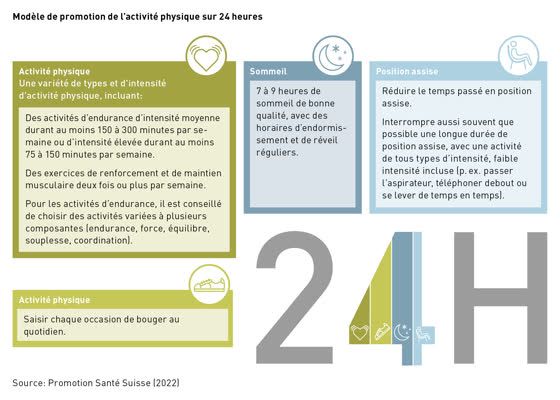 Modèle de promotion de l'activité physique sur 24 heures
Activité physique
Une variété de types et d'intensité
d'activité physique, incluant:
Des activités d'endurance d'intensité moyenne
durant au moins 150 à 300 minutes par se-
maine ou d'intensité élevée durant au moins
75 à 150 minutes par semaine.
Des exercices de renforcement et de maintien
musculaire deux fois ou plus par semaine.
Pour les activités d'endurance, il est conseillé
de choisir des activités variées à plusieurs
composantes (endurance, force, équilibre,
souplesse, coordination).
Activité physique
Saisir chaque occasion de bouger au
quotidien.
Sommeil
7 à 9 heures de
sommeil de bonne
qualité, avec des
horaires d'endormis-
sement et de réveil
réguliers.
Position assise
Réduire le temps passé en position
assise.
Interrompre aussi souvent que
possible une longue durée de
position assise, avec une activité
de tous types d'intensité, faible
intensité incluse (p. ex. passer
l'aspirateur, téléphoner debout ou
se lever de temps en temps).
24H
Source: Promotion Santé Suisse (2022)